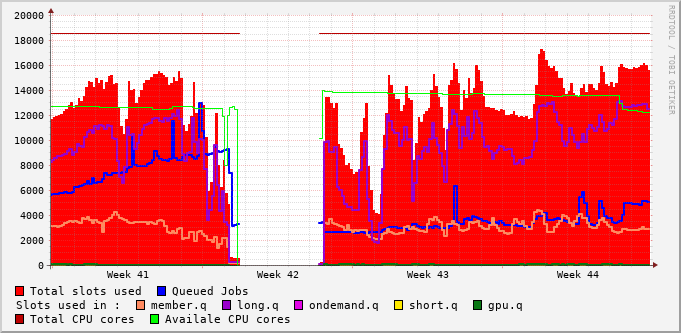 RRDTOOL / TOBI OETIKER
20000
18000
16000
14000
12000
10000
8000
6000
4000
2000
0
Week 41 Week 42 Week 43 Week 44
Total slots used Queued Jobs
Slots used in : member.q long.q ondemand.q short.q gpu.q
Total CPU cores Availale CPU cores